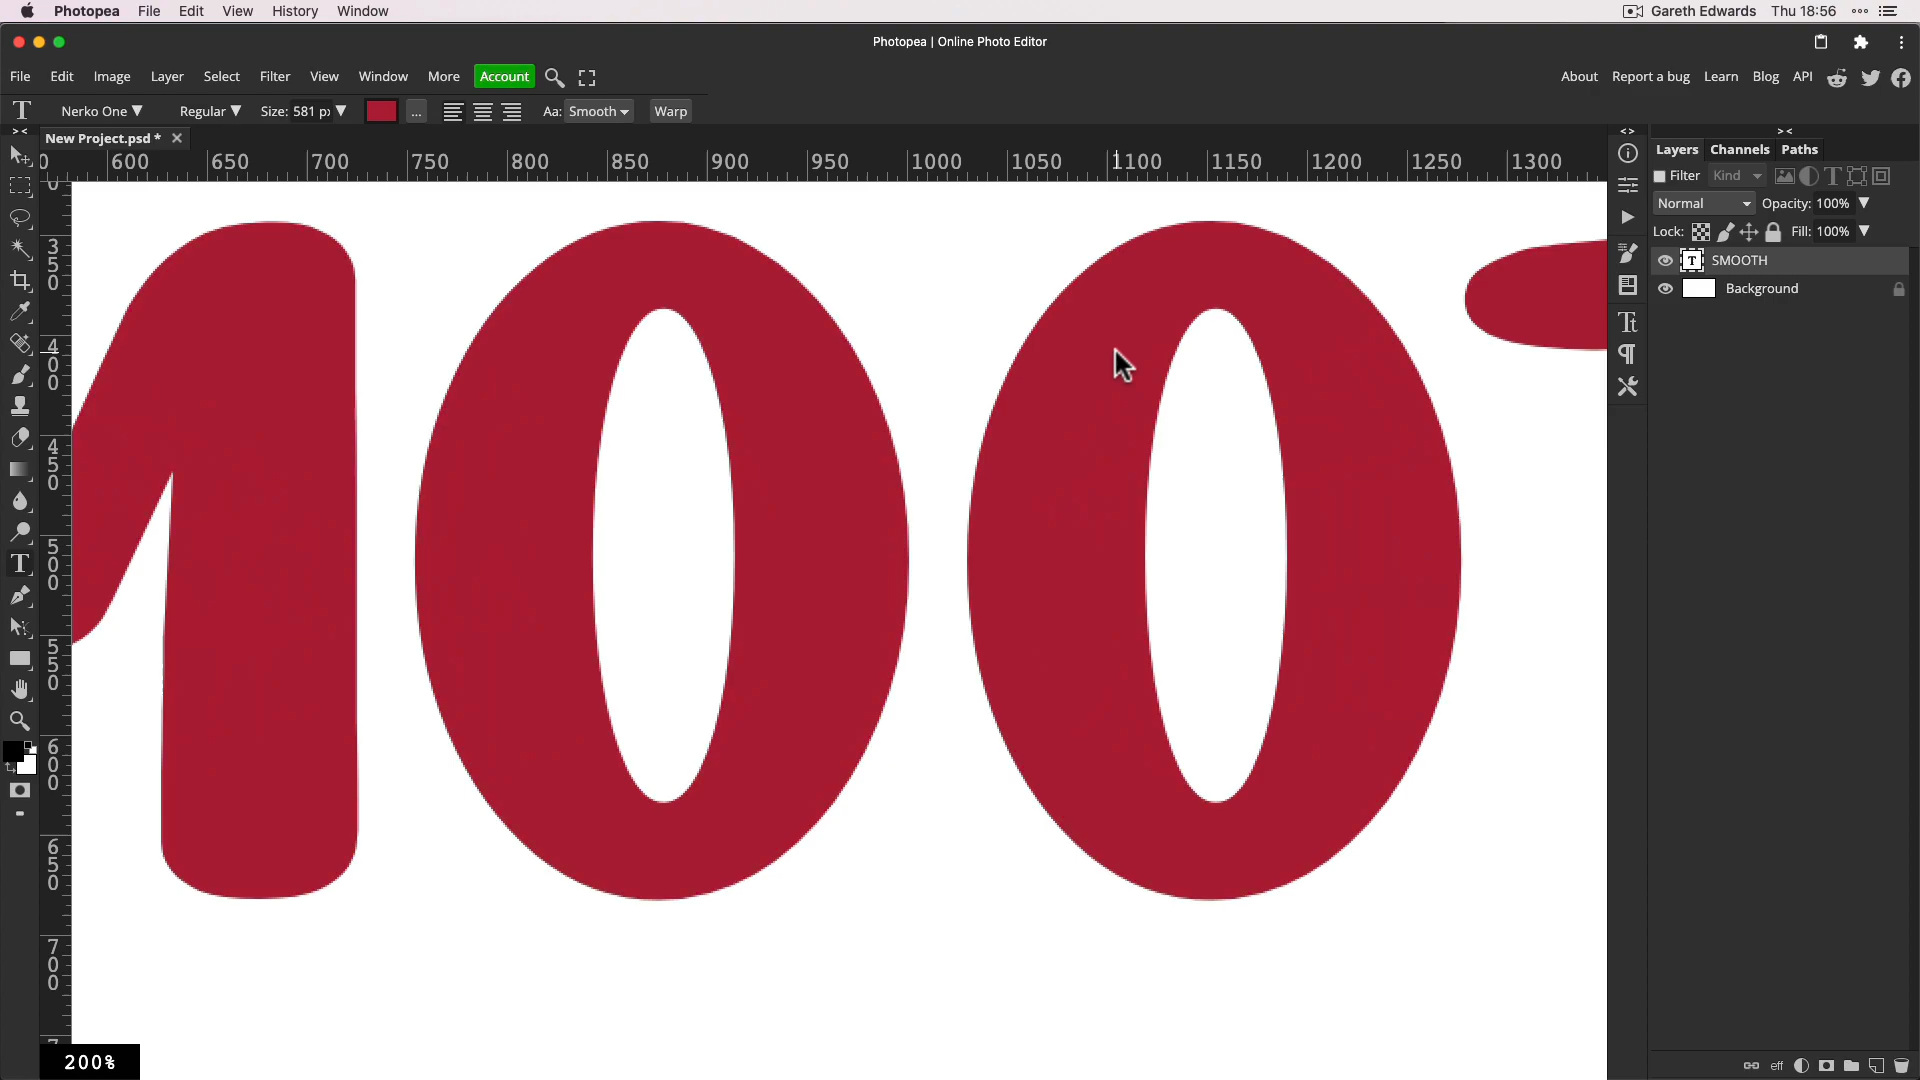 Photopea File Edit View History Window Gareth Edwards Thu 18:56
Photopea | Online Photo Editor
File Edit Image Layer Select Filter View Window More Account About Report a bug Learn Blog API
T Nerko One Regular Size: 581 px ... Aa: Smooth Warp
New Project.psd *
0 600 650 700 750 800 850 900 950 1000 1050 1100 1150 1200 1250 1300
Layers Channels Paths
Filter Kind
Normal Opacity: 100%
Lock: Fill: 100%
T SMOOTH
Background
350
400
450
500
550
600
650
700
MOOT
200%
eff